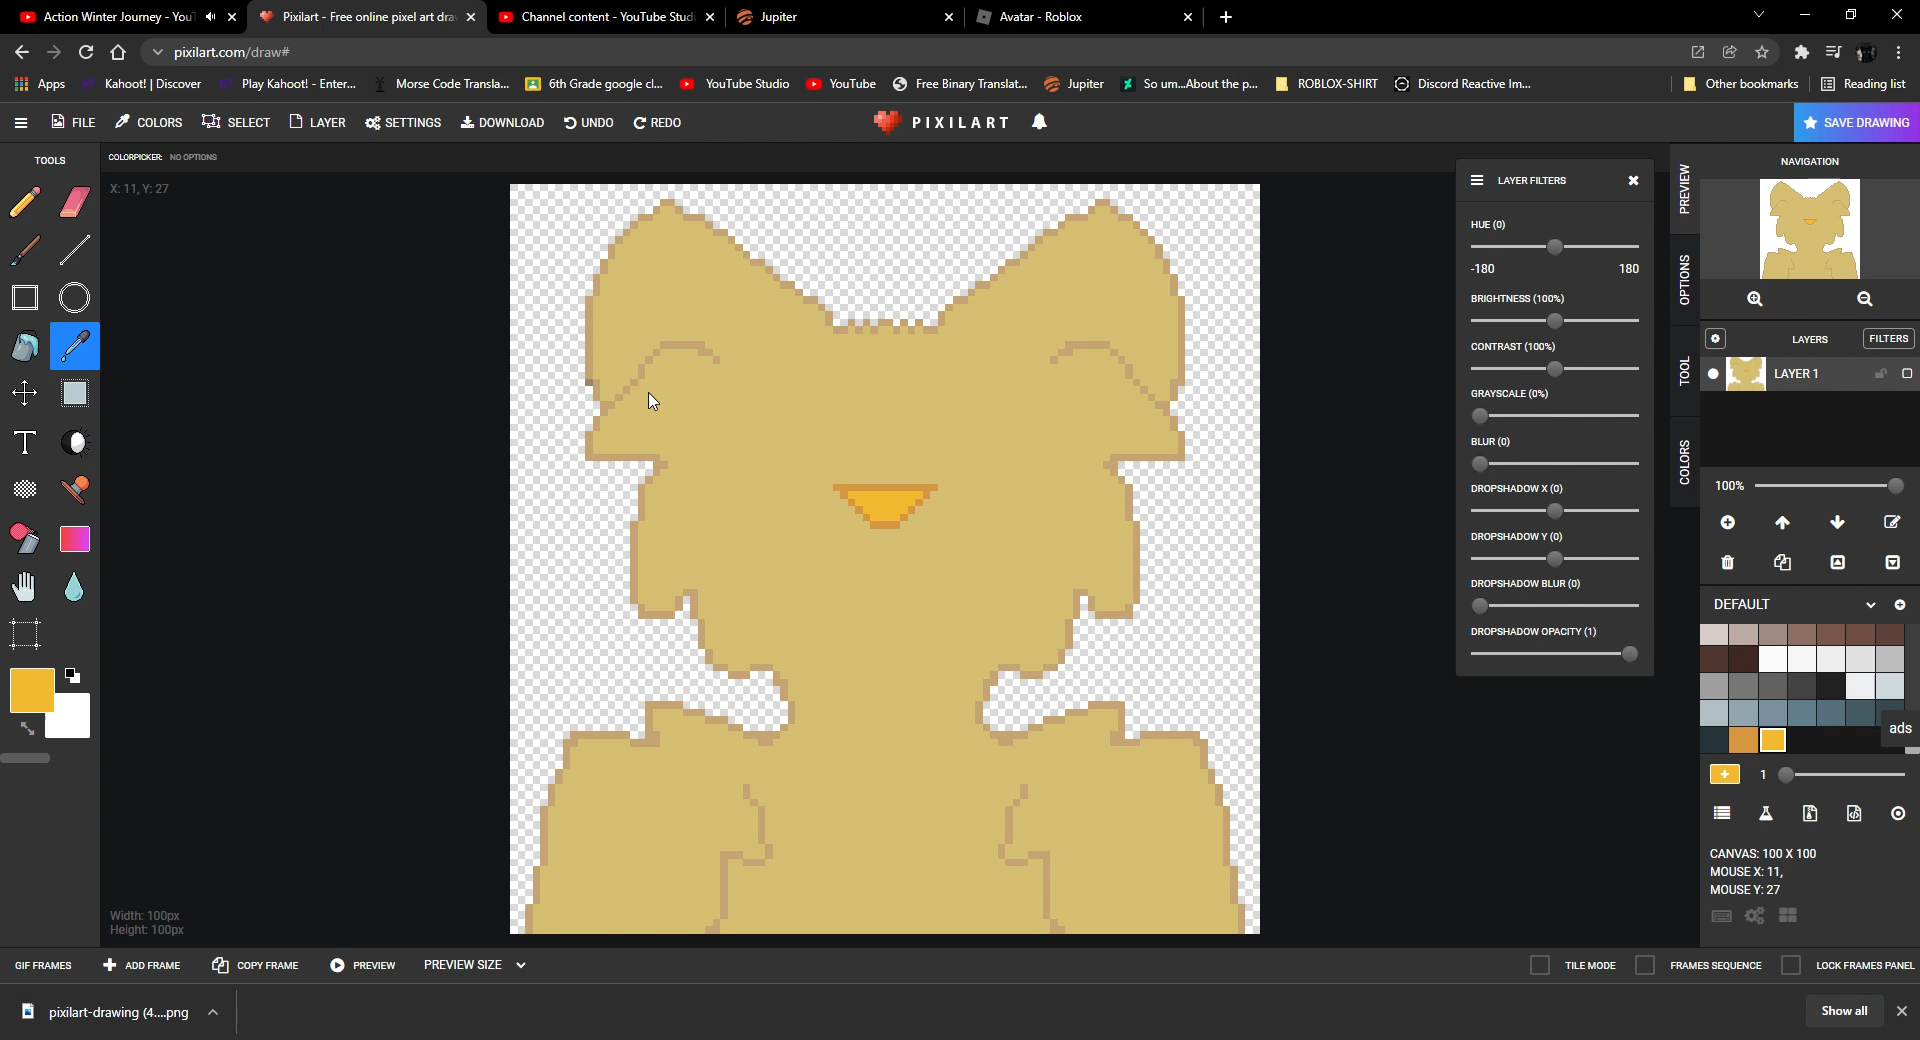 Action Winter Journey - You
Pixilart - Free online pixel art dra
Channel content - YouTube Stud
Jupiter
Avatar - Roblox
pixilart.com/draw#
Apps
Kahoot! | Discover
Play Kahoot! - Enter...
Morse Code Transla...
6th Grade google cl...
YouTube Studio
YouTube
Free Binary Translat...
Jupiter
So um...About the p...
ROBLOX-SHIRT
Discord Reactive Im...
Other bookmarks
Reading list
FILE
COLORS
SELECT
LAYER
SETTINGS
DOWNLOAD
UNDO
REDO
PIXILART
SAVE DRAWING
TOOLS
COLORPICKER: NO OPTIONS
X: 11, Y: 27
LAYER FILTERS
HUE (0)
-180
180
BRIGHTNESS (100%)
CONTRAST (100%)
GRAYSCALE (0%)
BLUR (0)
DROPSHADOW X (0)
DROPSHADOW Y (0)
DROPSHADOW BLUR (0)
DROPSHADOW OPACITY (1)
PREVIEW
OPTIONS
TOOL
COLORS
NAVIGATION
LAYERS
FILTERS
LAYER 1
100%
DEFAULT
ads
1
CANVAS: 100 X 100
MOUSE X: 11,
MOUSE Y: 27
Width: 100px
Height: 100px
GIF FRAMES
ADD FRAME
COPY FRAME
PREVIEW
PREVIEW SIZE
TILE MODE
FRAMES SEQUENCE
LOCK FRAMES PANEL
pixilart-drawing (4....png
Show all